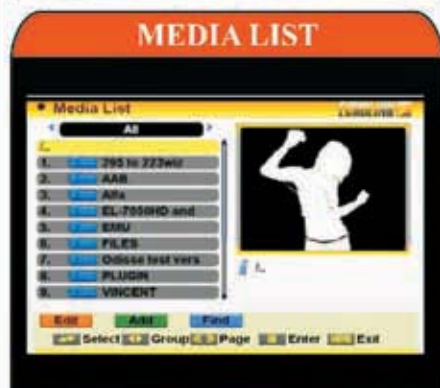 MEDIA LIST
Media List
All
/..
1. 295 to 223wiz
2. AAB
3. Alfa
4. EL-7050HD and
5. EMU
6. FILES
7. Odisse test vers
8. PLUGIN
9. VINCENT
/..
Edit Add Find
Select Group Page Enter Exit